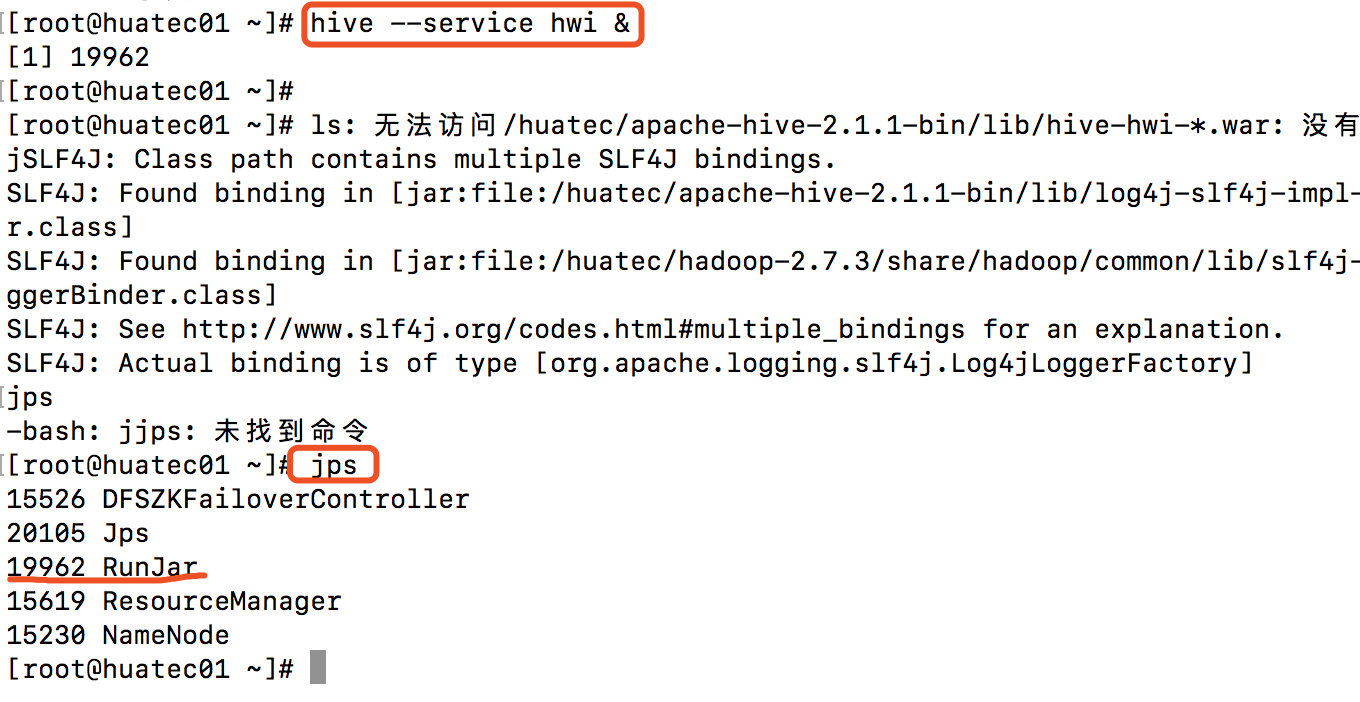 [root@huatec01 ~]# hive --service hwi &
[1] 19962
[root@huatec01 ~]#
[root@huatec01 ~]# ls: 无法访问/huatec/apache-hive-2.1.1-bin/lib/hive-hwi-*.war: 没有
jSLF4J: Class path contains multiple SLF4J bindings.
SLF4J: Found binding in [jar:file:/huatec/apache-hive-2.1.1-bin/lib/log4j-slf4j-impl-
r.class]
SLF4J: Found binding in [jar:file:/huatec/hadoop-2.7.3/share/hadoop/common/lib/slf4j-
ggerBinder.class]
SLF4J: See http://www.slf4j.org/codes.html#multiple_bindings for an explanation.
SLF4J: Actual binding is of type [org.apache.logging.slf4j.Log4jLoggerFactory]
jps
-bash: jjps: 未找到命令
[root@huatec01 ~]# jps
15526 DFSZKFailoverController
20105 Jps
19962 RunJar
15619 ResourceManager
15230 NameNode
[root@huatec01 ~]#